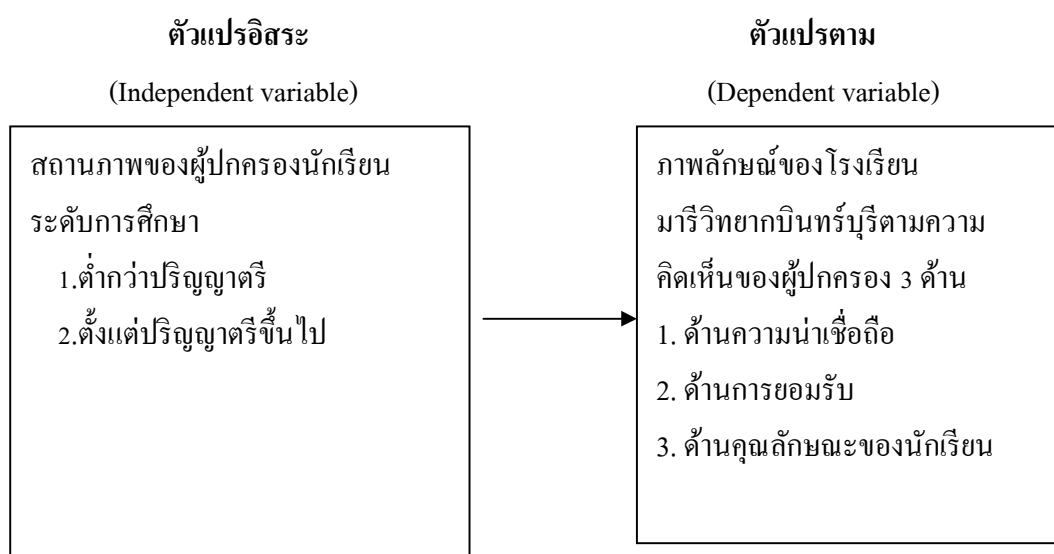 ตัวแปรอิสระ
(Independent variable)
สถานภาพของผู้ปกครองนักเรียน
ระดับการศึกษา
1.ต่ำกว่าปริญญาตรี
2.ตั้งแต่ปริญญาตรีขึ้นไป
ตัวแปรตาม
(Dependent variable)
ภาพลักษณ์ของโรงเรียน
มารีวิทยากบินทร์บุรีตามความ
คิดเห็นของผู้ปกครอง 3 ด้าน
1. ด้านความน่าเชื่อถือ
2. ด้านการยอมรับ
3. ด้านคุณลักษณะของนักเรียน